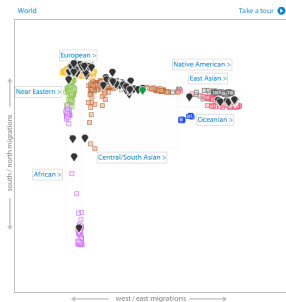 World
Take a tour
European >
Native American >
East Asian >
Near Eastern >
Oceanian >
Central/South Asian >
African >
south / north migrations
west / east migrations